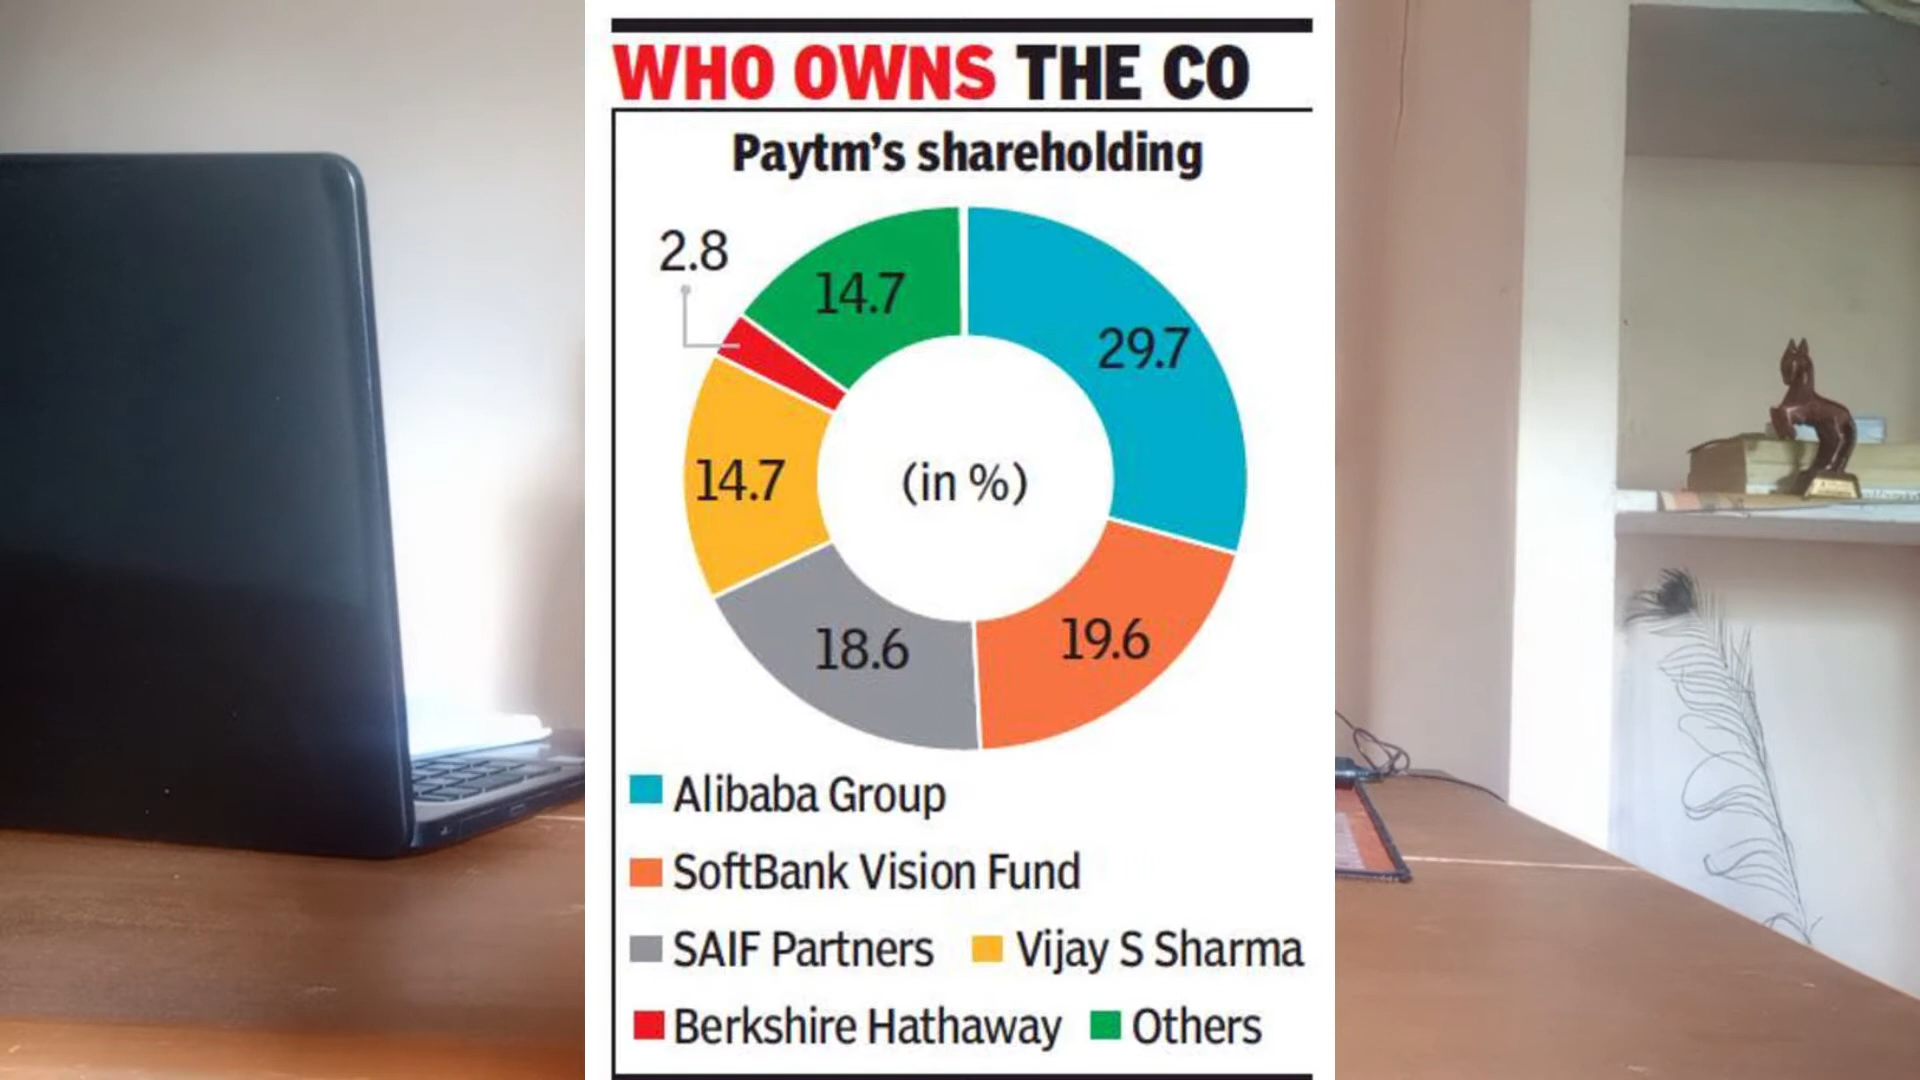 WHO OWNS THE CO
Paytm's shareholding
2.8
14.7
29.7
14.7
(in %)
18.6
19.6
Alibaba Group
SoftBank Vision Fund
SAIF Partners Vijay S Sharma
Berkshire Hathaway Others